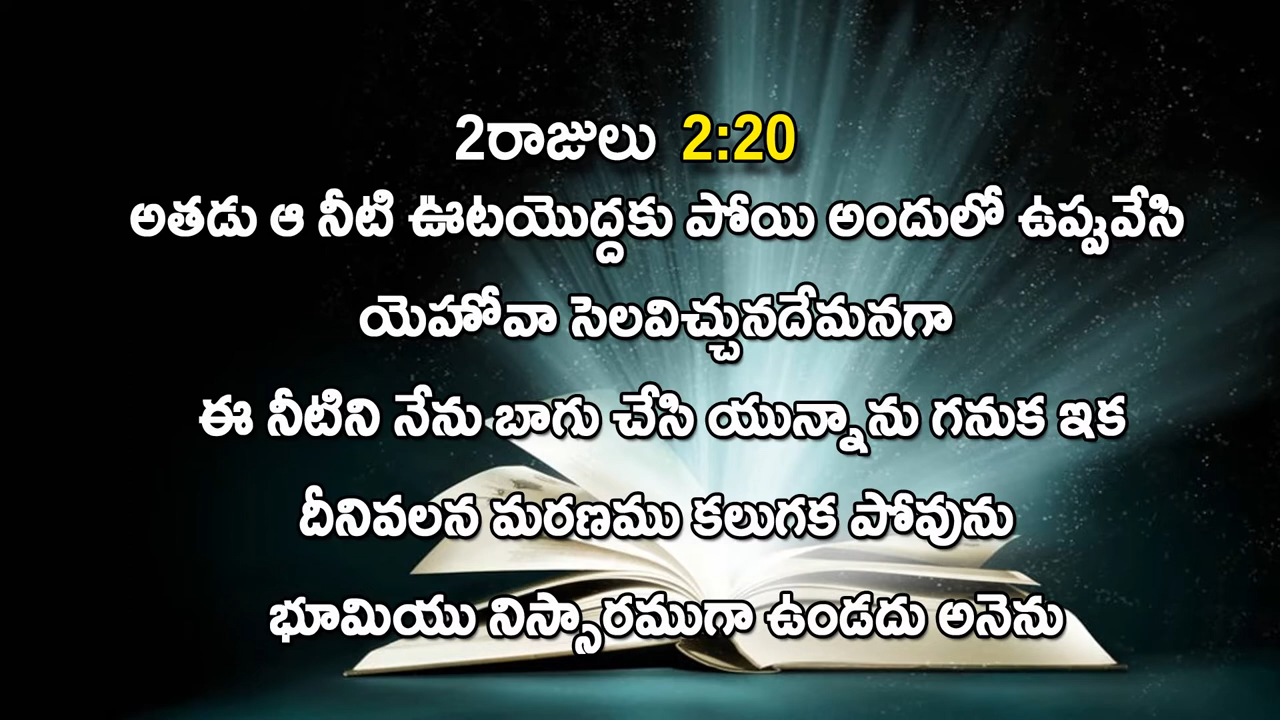 2రాజులు 2:20
అతడు ఆ నీటి ఊటయొద్దకు పోయి అందులో ఉప్పువేసి
యెహోవా సెలవిచ్చునదేమనగా
ఈ నీటిని నేను బాగు చేసి యున్నాను గనుక ఇక
దీనివలన మరణము కలుగక పోవును
భూమియు నిస్సారముగా ఉండదు అనెను